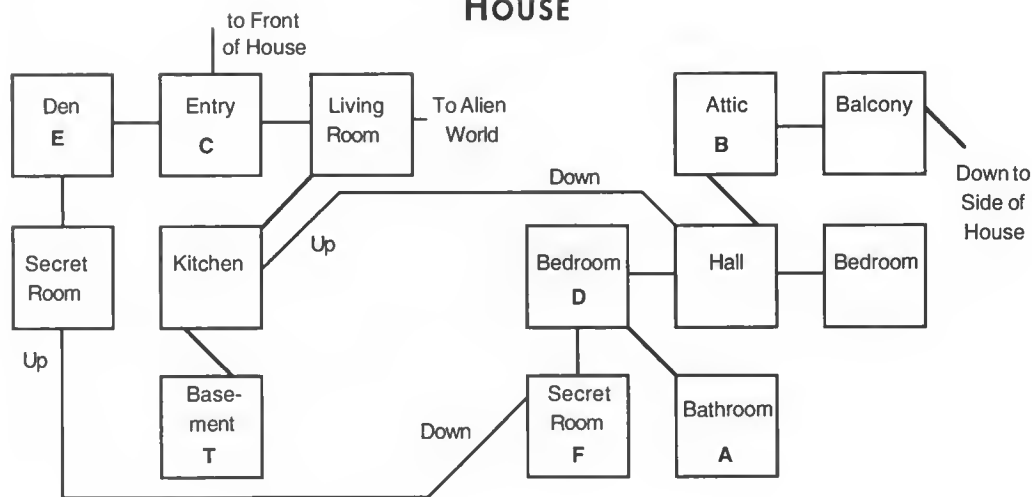 HOUSE
to Front
of House
Den
E
Entry
C
Living
Room
To Alien
World
Attic
B
Balcony
Down to
Side of
House
Down
Up
Secret
Room
Kitchen
Bedroom
D
Hall
Bedroom
Up
Base-
ment
T
Down
Secret
Room
F
Bathroom
A